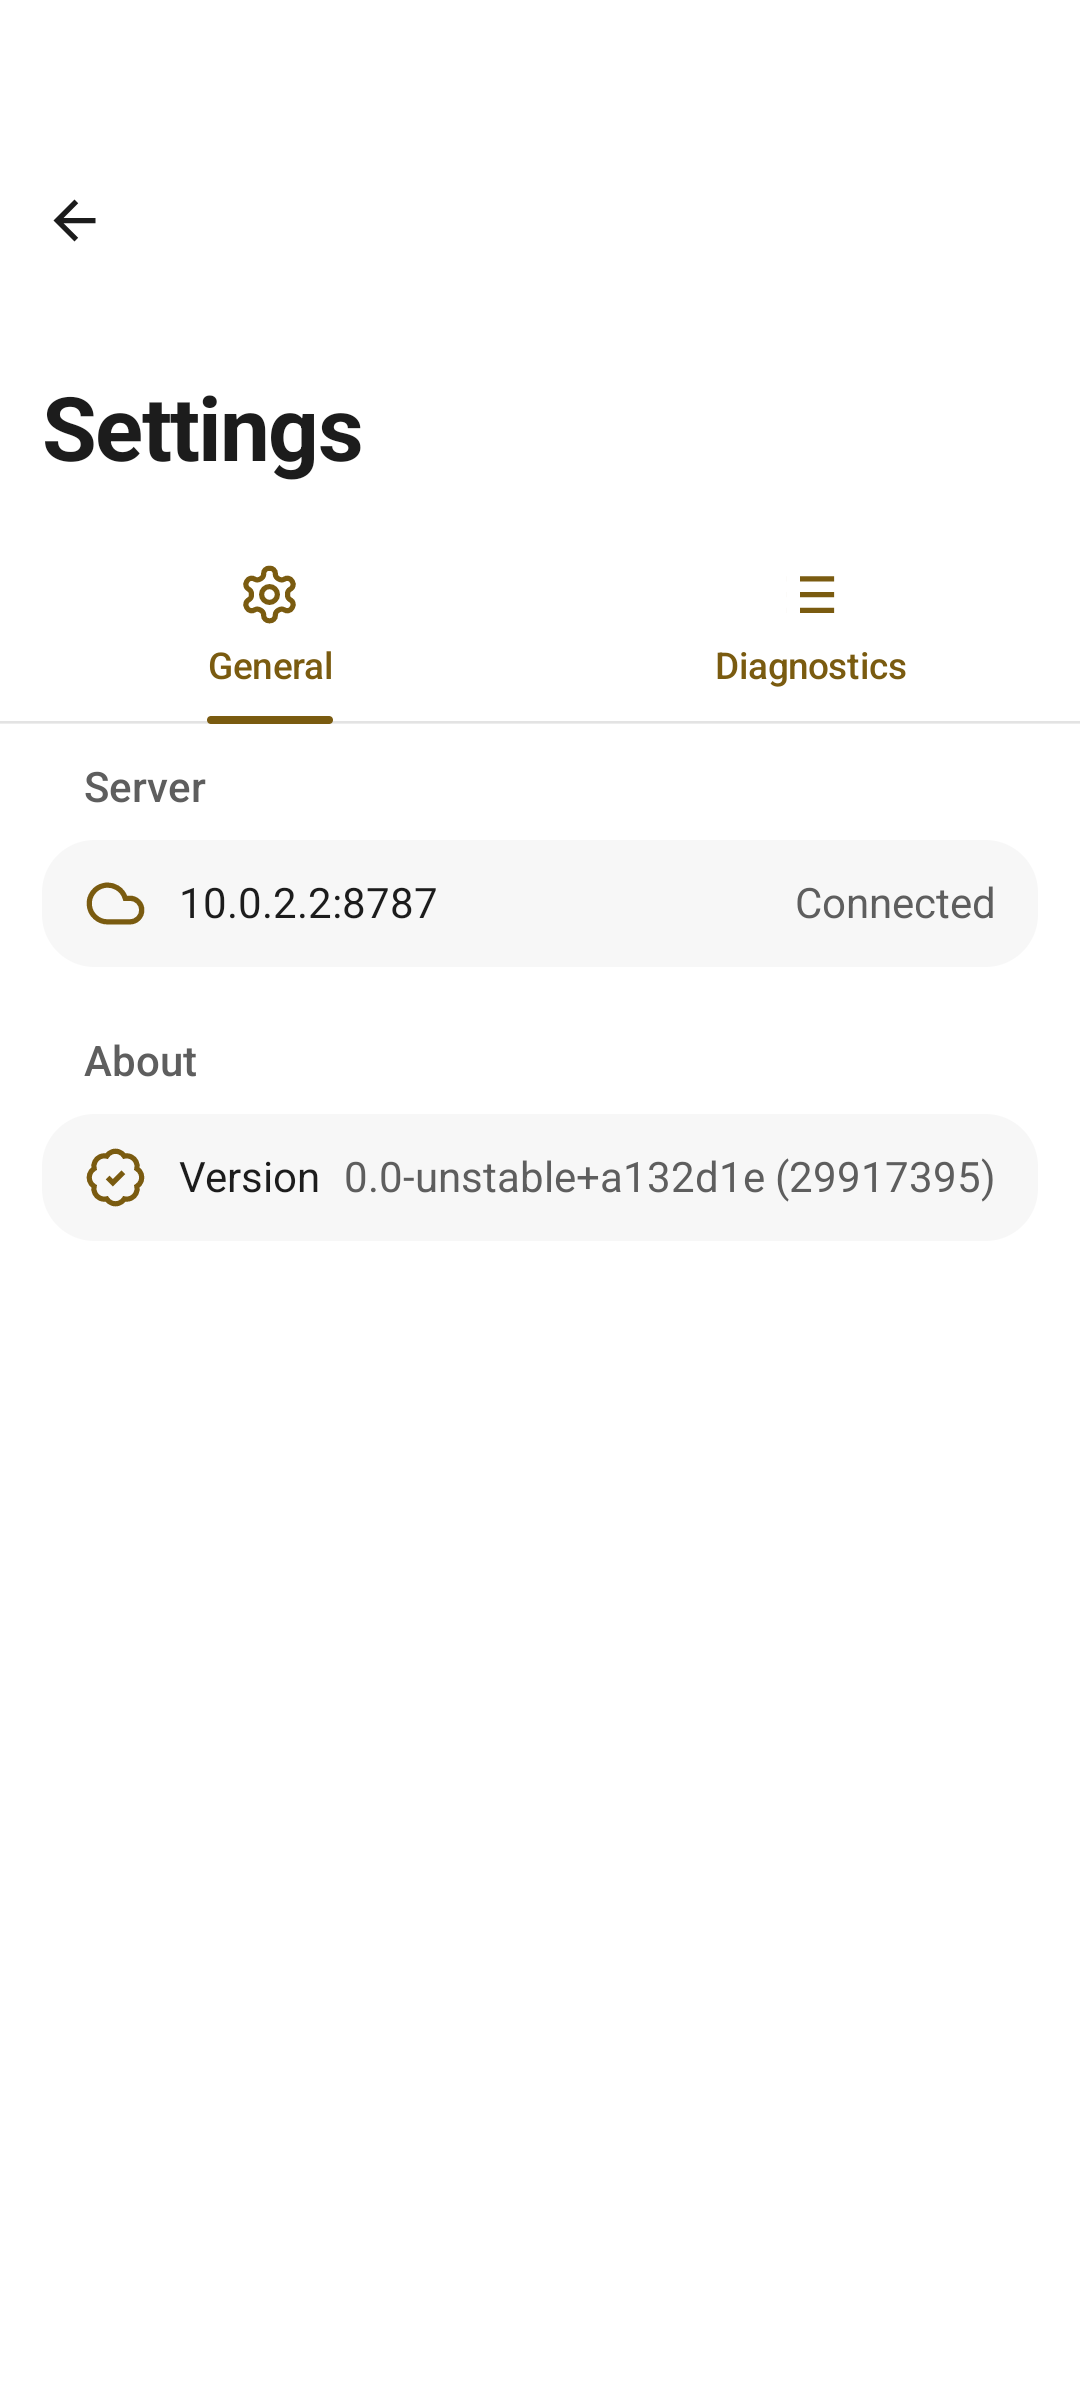 Settings
General
Diagnostics
Server
10.0.2.2:8787 Connected
About
Version 0.0-unstable+a132d1e (29917395)